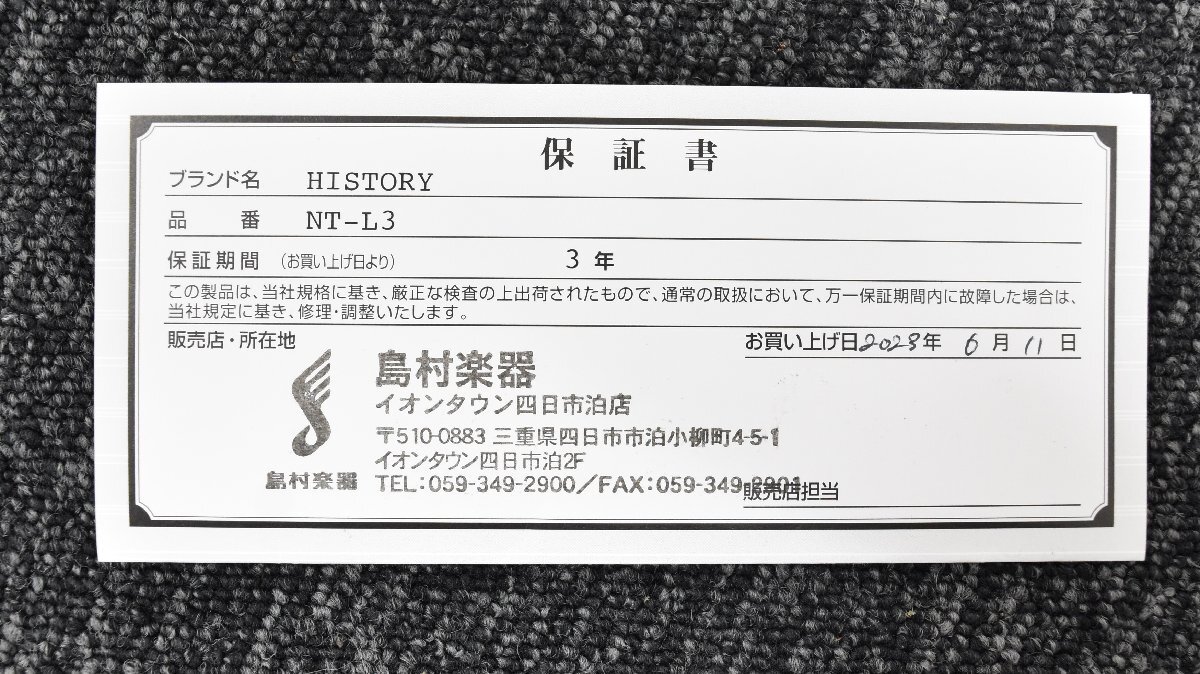 保証書
ブランド名 HISTORY
品番 NT-L3
保証期間 (お買い上げ日より) 3年
この製品は、当社規格に基き、厳正な検査の上出荷されたもので、通常の取扱において、万一保証期間内に故障した場合は、
当社規定に基き、修理・調整いたします。
販売店・所在地
お買い上げ日2023年 6月 11日
島村楽器
イオンタウン四日市泊店
〒510-0883 三重県四日市市泊小柳町4-5-1
イオンタウン四日市泊2F
島村楽器
TEL:059-349-2900/FAX:059-349-2901
販売店担当